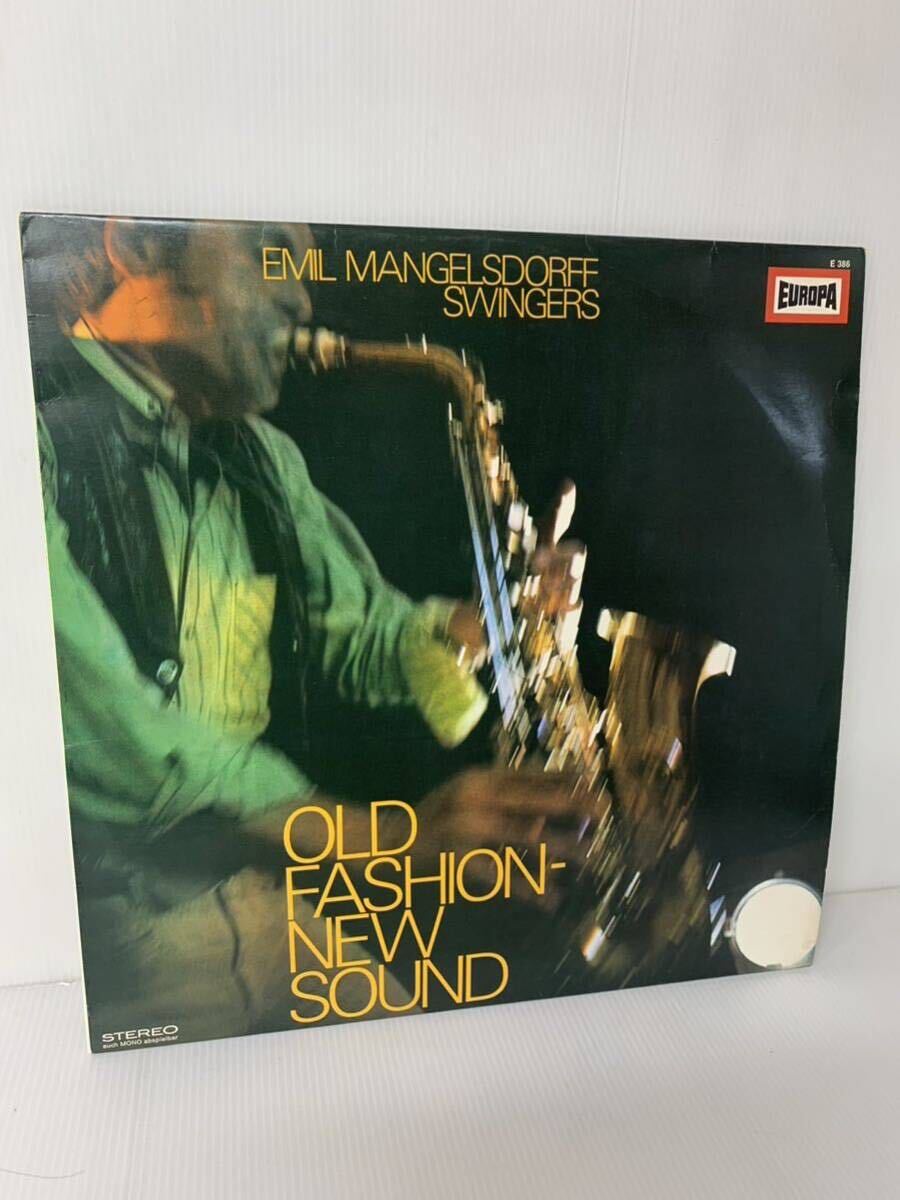 EMIL MANGELSDORFF
SWINGERS
E 386
EUROPA
OLD
FASHION-
NEW
SOUND
STEREO
auch MONO abspielbar